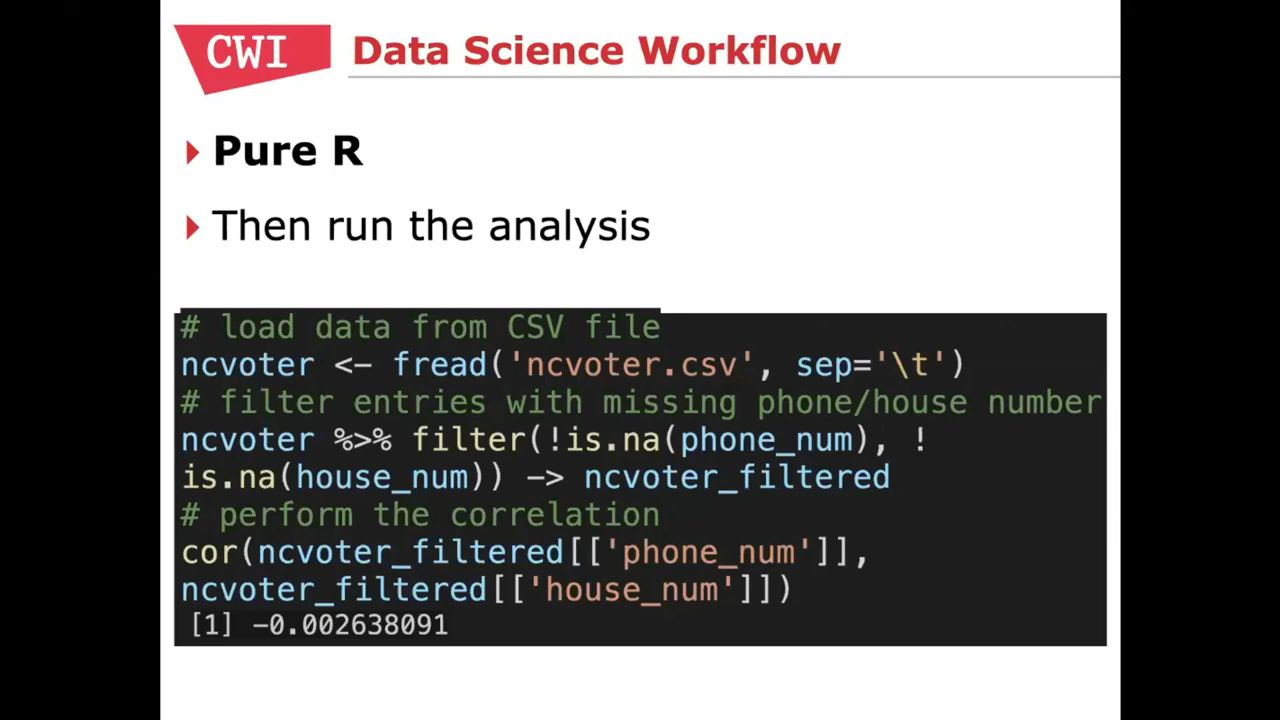 CWI
Data Science Workflow
Pure R
Then run the analysis
# load data from CSV file
ncvoter <- fread('ncvoter.csv', sep='\t')
# filter entries with missing phone/house number
ncvoter %>% filter(!is.na(phone_num), !
is.na(house_num)) -> ncvoter_filtered
# perform the correlation
cor(ncvoter_filtered[['phone_num']],
ncvoter_filtered[['house_num']])
[1] -0.002638091